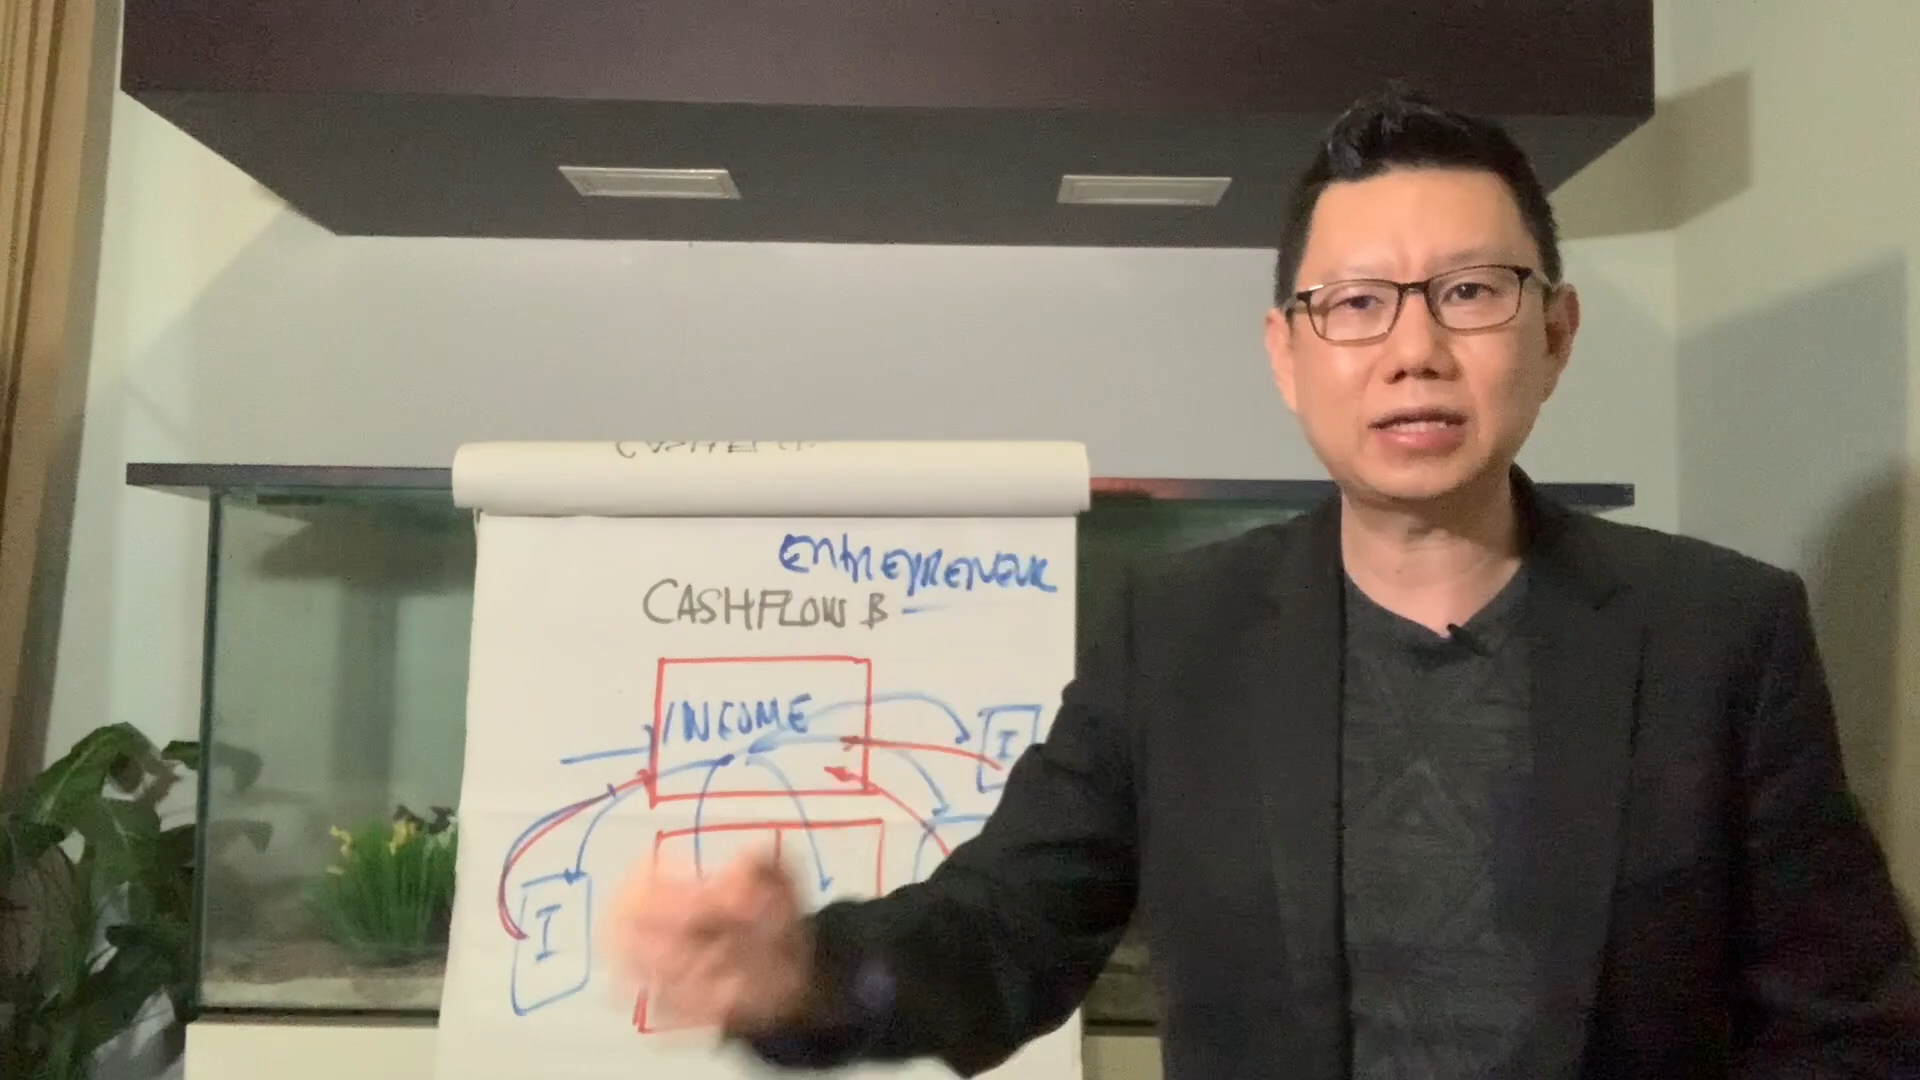 ENTREPRENEUR
CASHFLOW B
INCOME
I
I